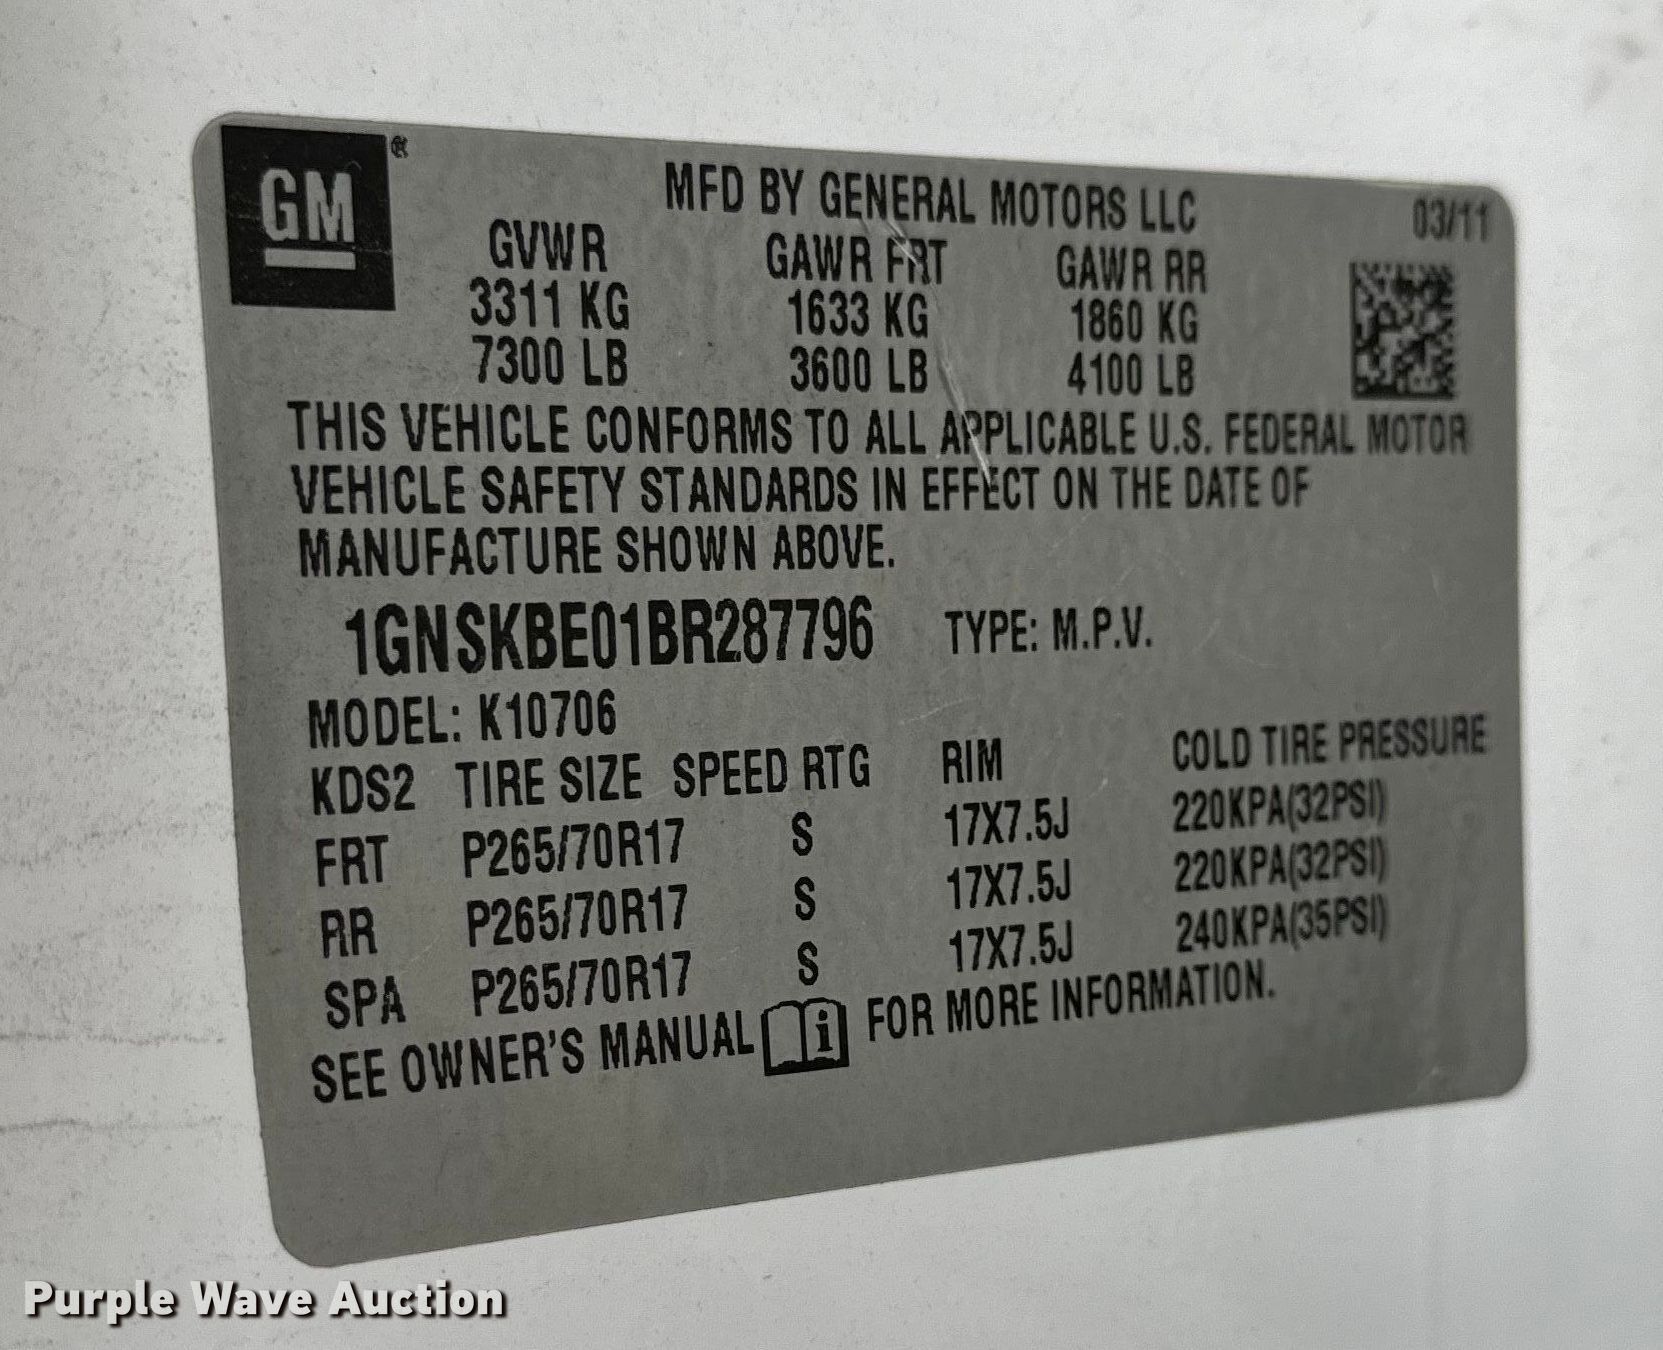 GM®
MFD BY GENERAL MOTORS LLC 03/11
GVWR GAWR FRT GAWR RR
3311 KG 1633 KG 1860 KG
7300 LB 3600 LB 4100 LB
THIS VEHICLE CONFORMS TO ALL APPLICABLE U.S. FEDERAL MOTOR
VEHICLE SAFETY STANDARDS IN EFFECT ON THE DATE OF
MANUFACTURE SHOWN ABOVE.
1GNSKBE01BR287796 TYPE: M.P.V.
MODEL: K10706
KDS2 TIRE SIZE SPEED RTG RIM COLD TIRE PRESSURE
FRT P265/70R17 S 17X7.5J 220KPA(32PSI)
RR P265/70R17 S 17X7.5J 220KPA(32PSI)
SPA P265/70R17 S 17X7.5J 240KPA(35PSI)
SEE OWNER'S MANUAL i FOR MORE INFORMATION.
Purple Wave Auction